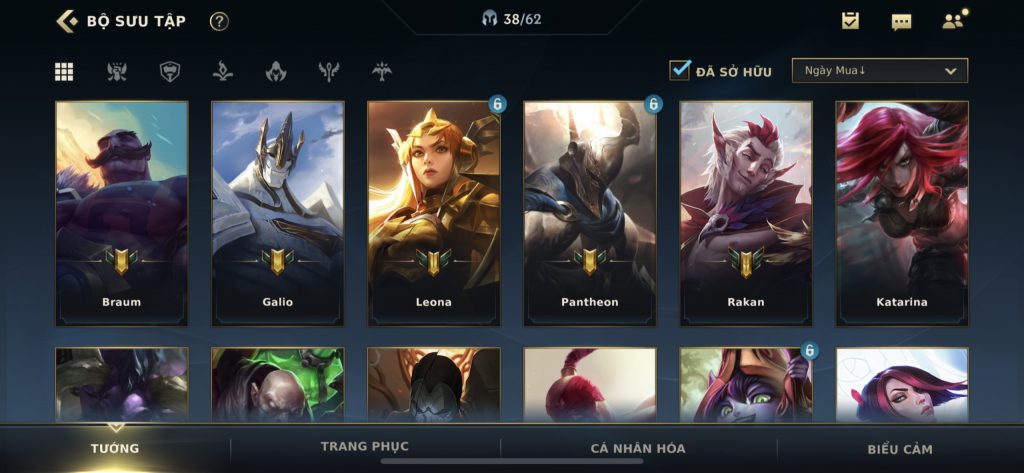 BỘ SƯU TẬP
?
38/62
ĐÃ SỞ HỮU
Ngày Mua↓
6
6
Braum
Galio
Leona
Pantheon
Rakan
Katarina
6
TƯỚNG
TRANG PHỤC
CÁ NHÂN HÓA
BIỂU CẢM